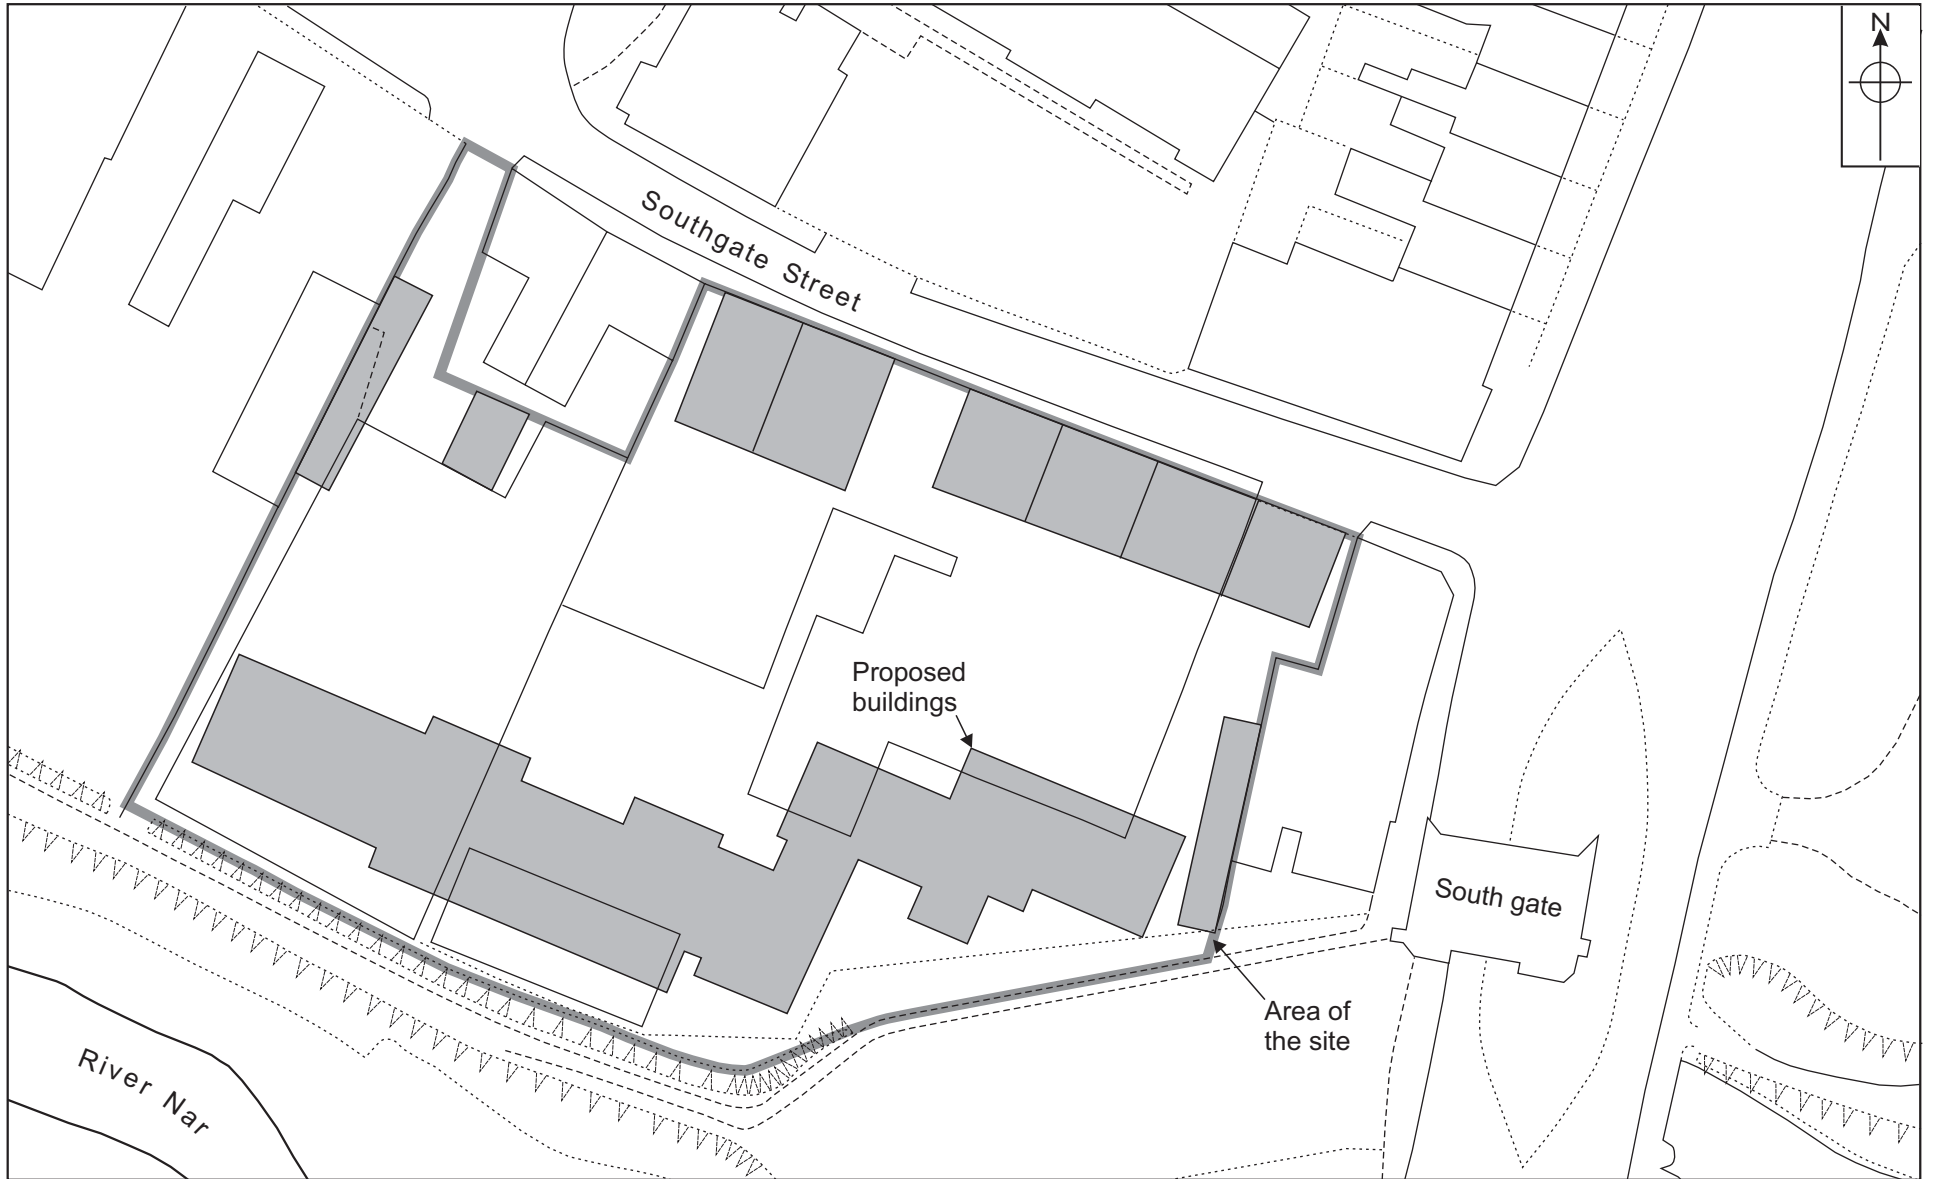 N
Southgate Street
Proposed
buildings
South gate
Area of
the site
River Nar